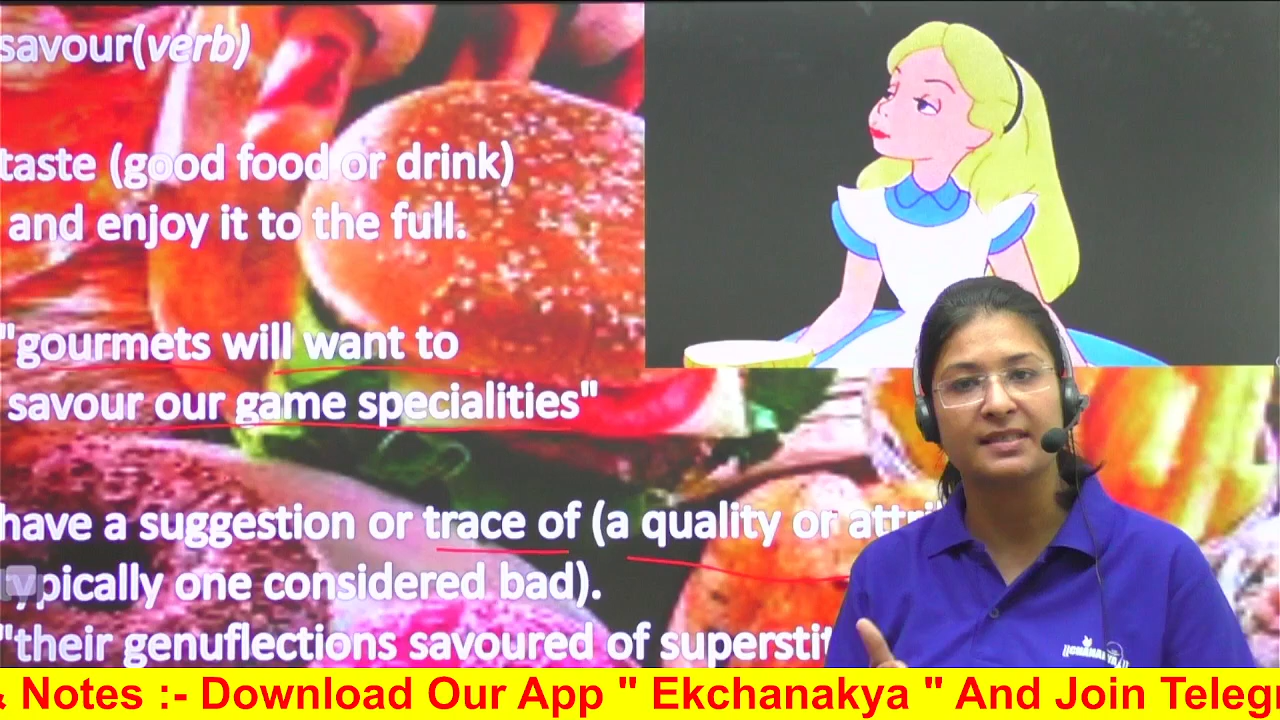 savour(verb)
taste (good food or drink)
and enjoy it to the full.
"gourmets will want to
savour our game specialities"
have a suggestion or trace of (a quality or attri
typically one considered bad).
"their genuflections savoured of superstit
& Notes :- Download Our App " Ekchanakya " And Join Telegr